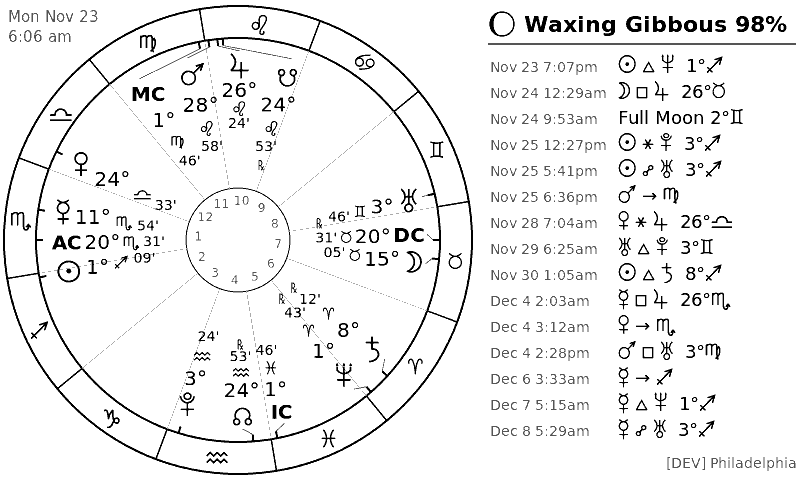 Mon Nov 23
6:06 am
Waxing Gibbous 98%
Nov 23 7:07pm ☉ △ ♆ 1°♐
Nov 24 12:29am ☽ □ ♃ 26°♉
Nov 24 9:53am Full Moon 2°♊
Nov 25 12:27pm ☉ ⚹ ♇ 3°♐
Nov 25 5:41pm ☉ ☍ ♅ 3°♐
Nov 25 6:36pm ♂ → ♍
Nov 28 7:04am ♀ ⚹ ♃ 26°♎
Nov 29 6:25am ♅ △ ♇ 3°♊
Nov 30 1:05am ☉ △ ♄ 8°♐
Dec 4 2:03am ☿ □ ♃ 26°♏
Dec 4 3:12am ♀ → ♏
Dec 4 2:28pm ♂ □ ♅ 3°♍
Dec 6 3:33am ☿ → ♐
Dec 7 5:15am ☿ △ ♆ 1°♐
Dec 8 5:29am ☿ ☍ ♅ 3°♐
[DEV] Philadelphia
♍ ♌ ♋ ♊ ♉ ♈ ♓ ♒ ♑ ♐ ♏ ♎
MC 1° ♍ 46'
♂ 28° ♌ 58'
♃ 26° ♌ 24'
☋ 24° ♌ 53' ℞
♀ 24° ♎ 33'
☿ 11° ♏ 54'
AC 20° ♏ 31'
☉ 1° ♐ 09'
℞ 46' ♊ 3° ♅
31' ♉ 20° DC
05' ♉ 15° ☽
℞ 12' ♈ 8° ♄
℞ 43' ♈ 1° ♆
24' ♒ 3° ♇
℞ 53' ♒ 24° ☊
46' ♓ 1° IC
1 2 3 4 5 6 7 8 9 10 11 12